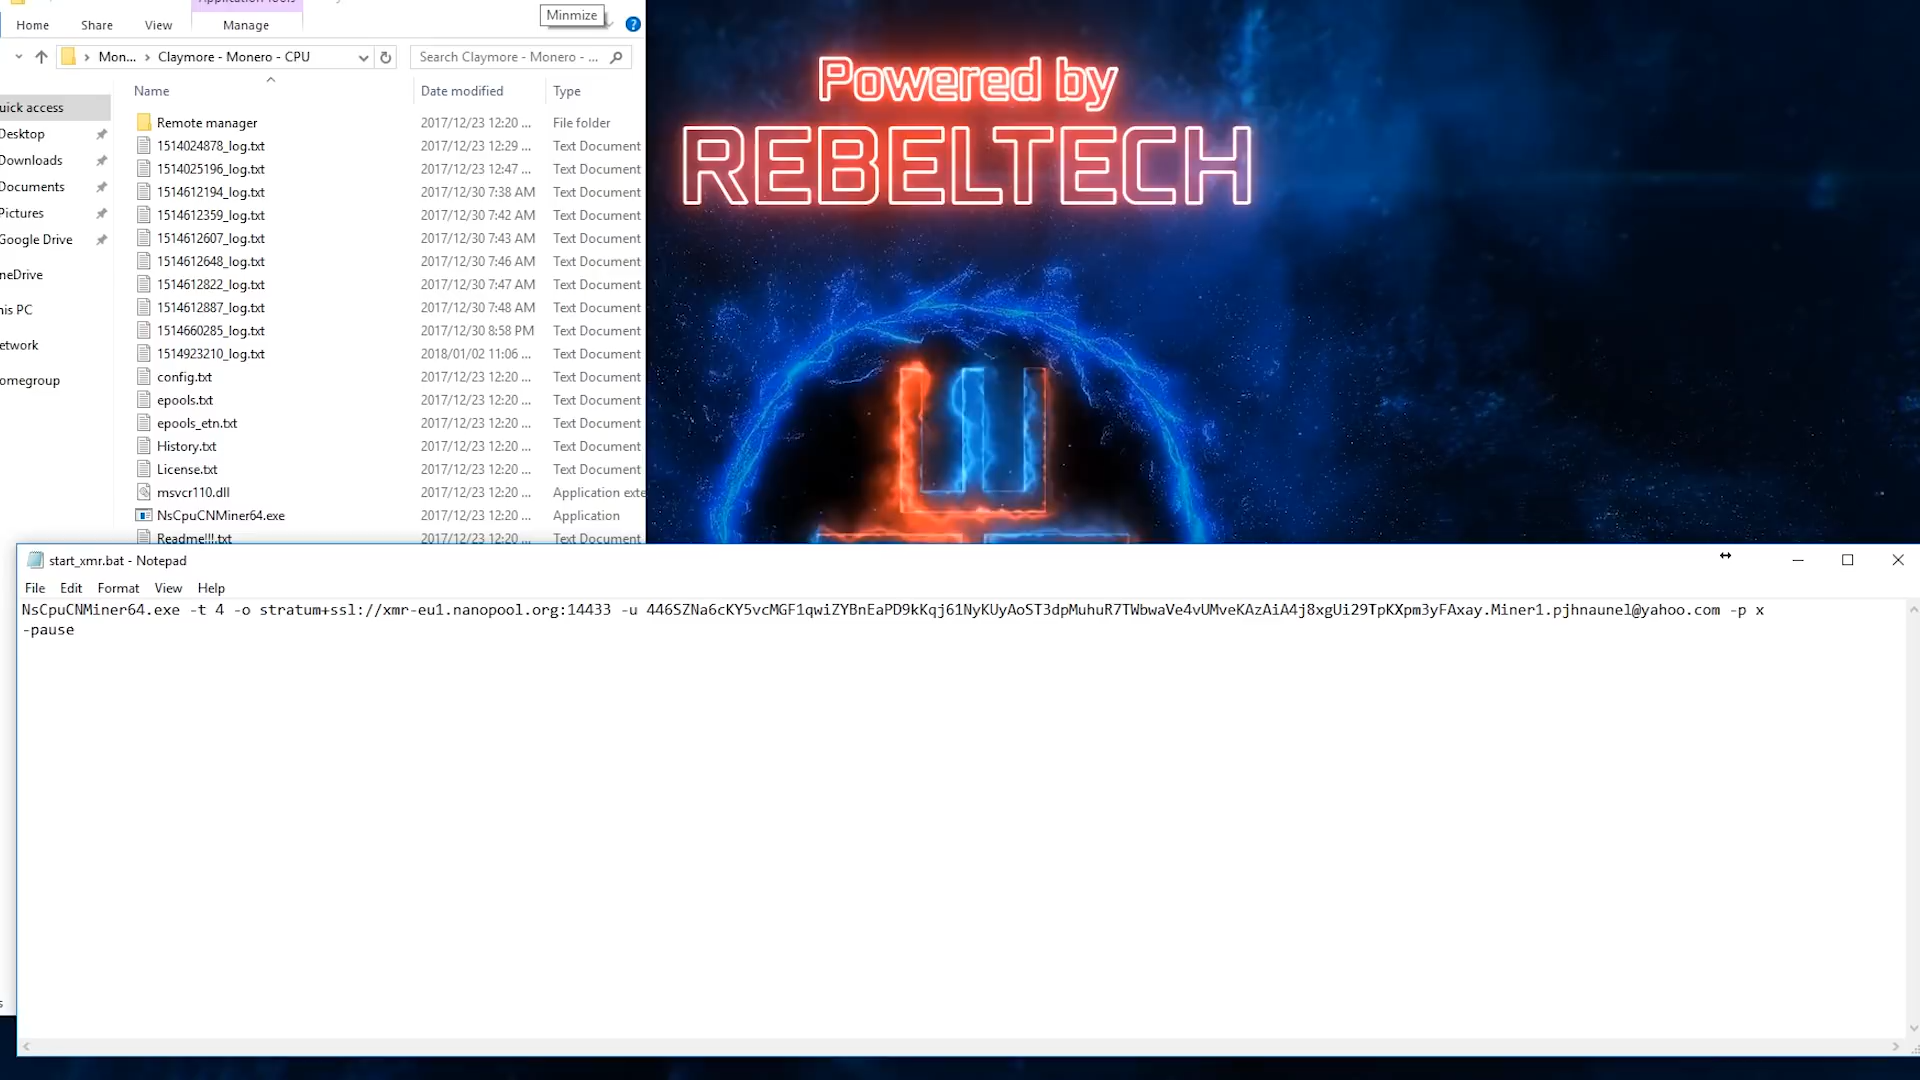 Minmize
Home Share View Manage
Mon... Claymore - Monero - CPU Search Claymore - Monero - ...
Name Date modified Type
uick access
Desktop
Downloads
Documents
Pictures
Google Drive
neDrive
his PC
etwork
omegroup
Remote manager 2017/12/23 12:20 ... File folder
1514024878_log.txt 2017/12/23 12:29 ... Text Document
1514025196_log.txt 2017/12/23 12:47 ... Text Document
1514612194_log.txt 2017/12/30 7:38 AM Text Document
1514612359_log.txt 2017/12/30 7:42 AM Text Document
1514612607_log.txt 2017/12/30 7:43 AM Text Document
1514612648_log.txt 2017/12/30 7:46 AM Text Document
1514612822_log.txt 2017/12/30 7:47 AM Text Document
1514612887_log.txt 2017/12/30 7:48 AM Text Document
1514660285_log.txt 2017/12/30 8:58 PM Text Document
1514923210_log.txt 2018/01/02 11:06 ... Text Document
config.txt 2017/12/23 12:20 ... Text Document
epools.txt 2017/12/23 12:20 ... Text Document
epools_etn.txt 2017/12/23 12:20 ... Text Document
History.txt 2017/12/23 12:20 ... Text Document
License.txt 2017/12/23 12:20 ... Text Document
msvcr110.dll 2017/12/23 12:20 ... Application exte
NsCpuCNMiner64.exe 2017/12/23 12:20 ... Application
Readme!!!.txt 2017/12/23 12:20 ... Text Document
Powered by
REBELTECH
start_xmr.bat - Notepad
File Edit Format View Help
NsCpuCNMiner64.exe -t 4 -o stratum+ssl://xmr-eu1.nanopool.org:14433 -u 446SZNa6cKY5vcMGF1qwiZYBnEaPD9kKqj61NyKUyAoST3dpMuhuR7TWbwaVe4vUMveKAzAiA4j8xgUi29TpKXpm3yFAxay.Miner1.pjhnaunel@yahoo.com -p x
-pause